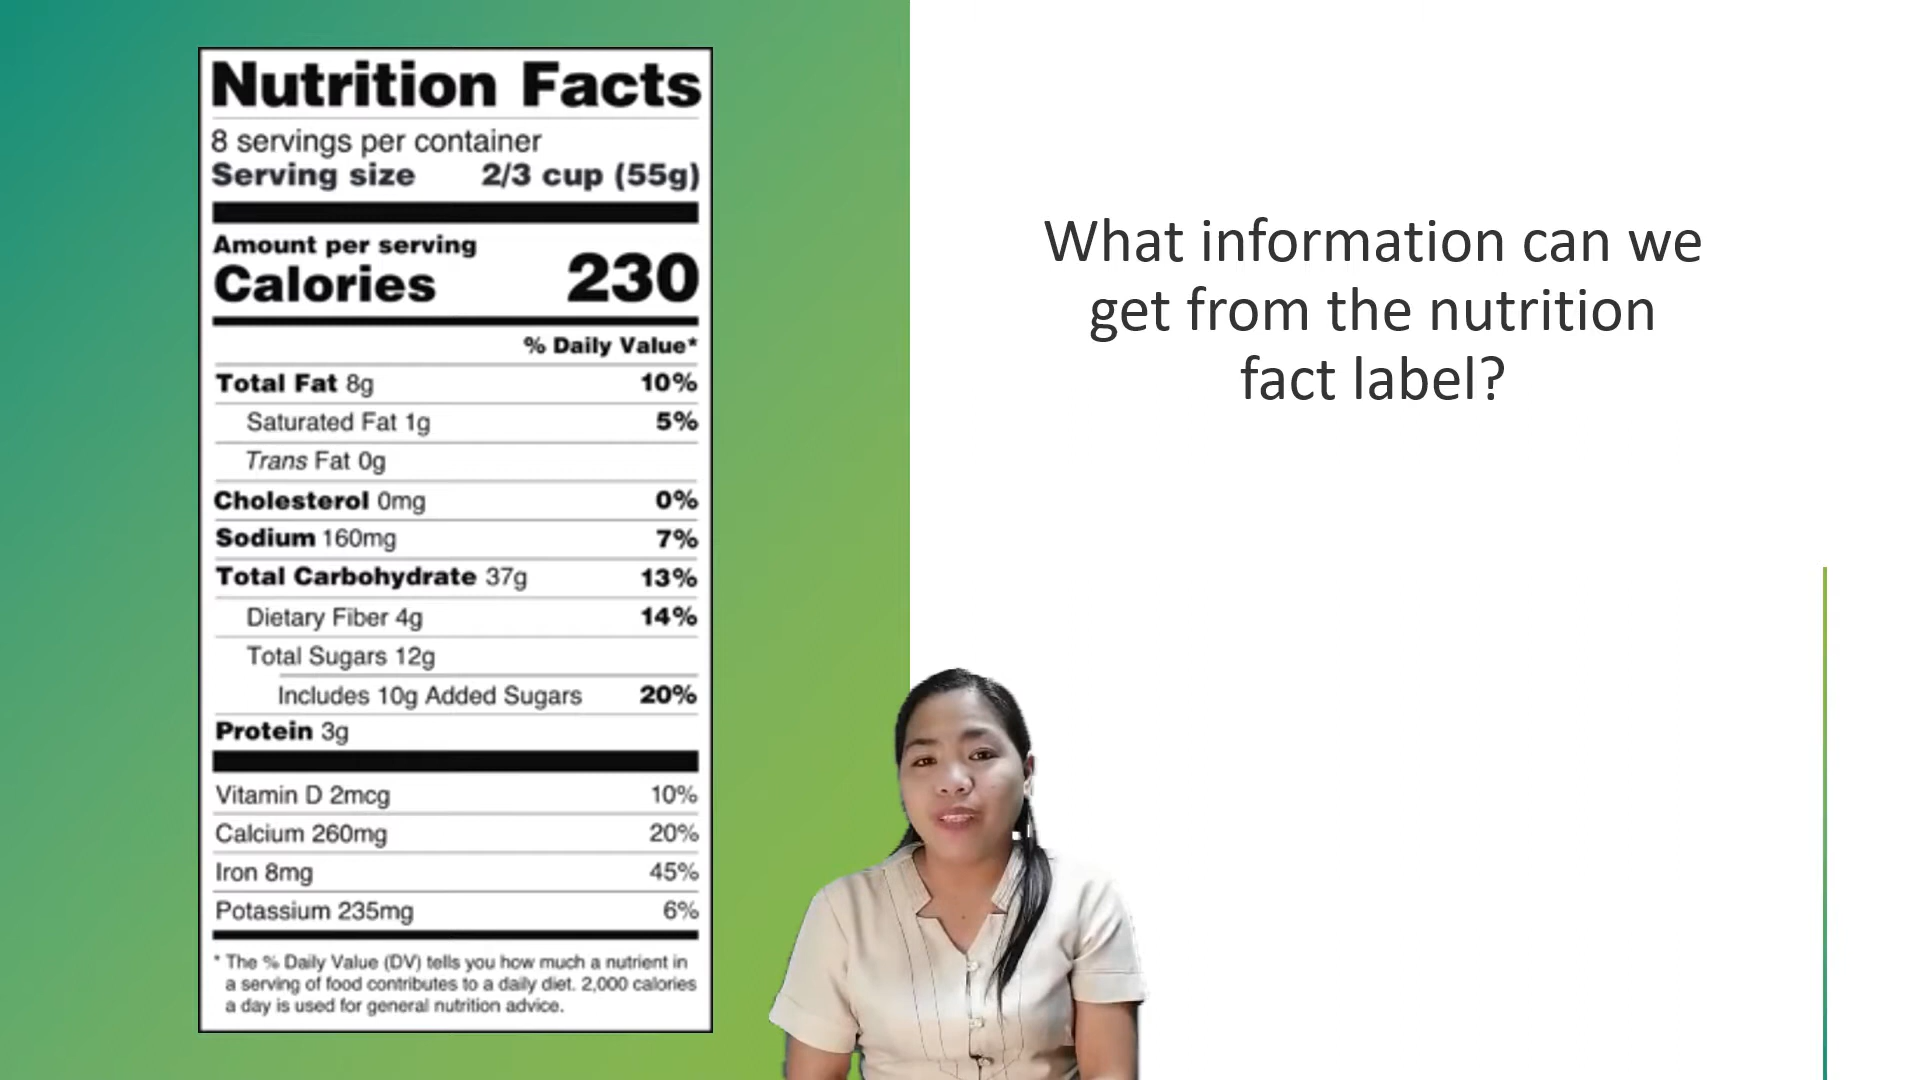 Nutrition Facts
8 servings per container
Serving size 2/3 cup (55g)
Amount per serving
Calories 230
% Daily Value*
Total Fat 8g 10%
Saturated Fat 1g 5%
Trans Fat 0g
Cholesterol 0mg 0%
Sodium 160mg 7%
Total Carbohydrate 37g 13%
Dietary Fiber 4g 14%
Total Sugars 12g
Includes 10g Added Sugars 20%
Protein 3g
Vitamin D 2mcg 10%
Calcium 260mg 20%
Iron 8mg 45%
Potassium 235mg 6%
* The % Daily Value (DV) tells you how much a nutrient in
a serving of food contributes to a daily diet. 2,000 calories
a day is used for general nutrition advice.
What information can we
get from the nutrition
fact label?